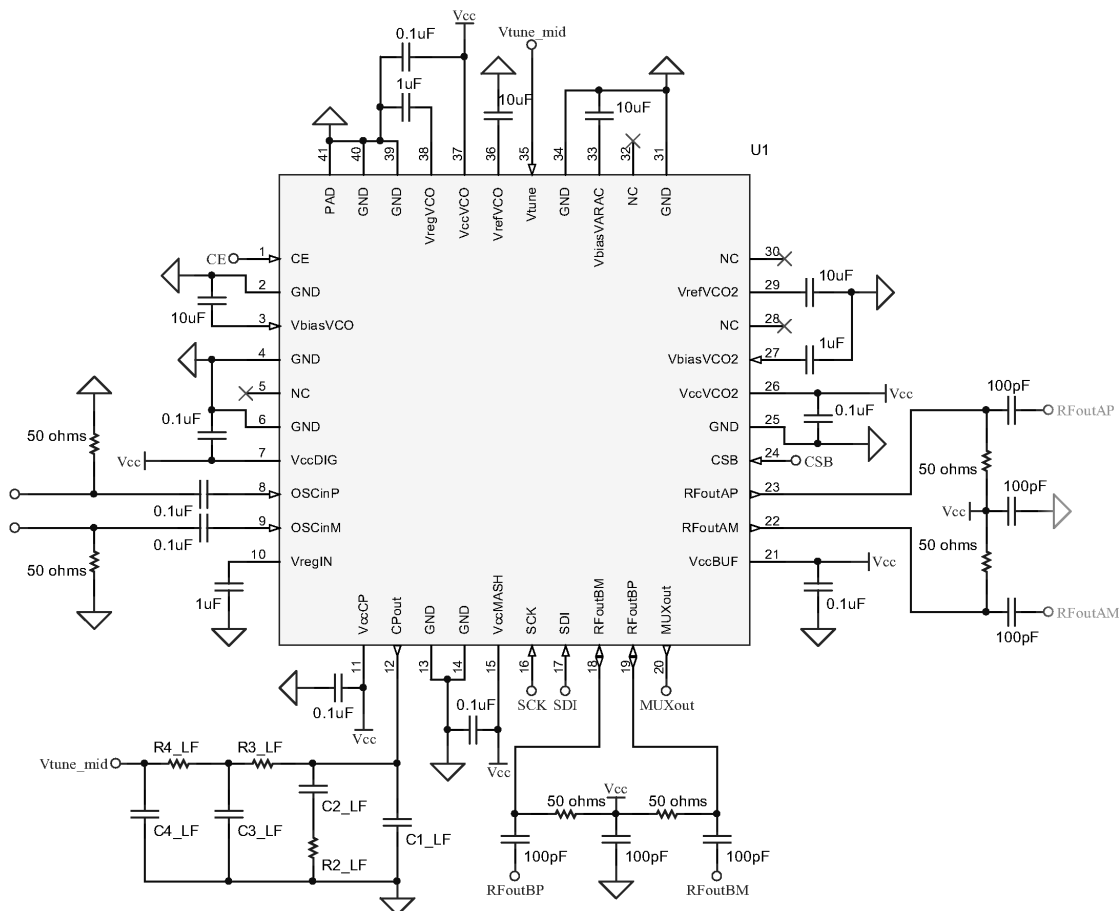 Vcc
0.1uF
Vtune_mid
1uF
10uF
10uF
41
40
39
38
37
36
35
34
33
32
31
U1
PAD
GND
GND
VregVCO
VccVCO
VrefVCO
Vtune
GND
VbiasVARAC
NC
GND
CE
1
CE
2
GND
10uF
3
VbiasVCO
4
GND
5
NC
0.1uF
6
GND
50 ohms
Vcc
7
VccDIG
8
OSCinP
0.1uF
9
OSCinM
0.1uF
50 ohms
10
VregIN
1uF
NC
30
10uF
VrefVCO2
29
NC
28
1uF
VbiasVCO2
27
VccVCO2
26
Vcc
0.1uF
GND
25
CSB
24
CSB
RFoutAP
23
RFoutAM
22
VccBUF
21
Vcc
0.1uF
100pF
RFoutAP
50 ohms
100pF
Vcc
50 ohms
RFoutAM
100pF
VccCP
CPout
GND
GND
VccMASH
SCK
SDI
RFoutBM
RFoutBP
MUXout
11
12
13
14
15
16
17
18
19
20
0.1uF
Vcc
0.1uF
Vcc
SCK
SDI
MUXout
Vtune_mid
R4_LF
R3_LF
C2_LF
C4_LF
C3_LF
C1_LF
R2_LF
Vcc
50 ohms
50 ohms
100pF
100pF
100pF
RFoutBP
RFoutBM